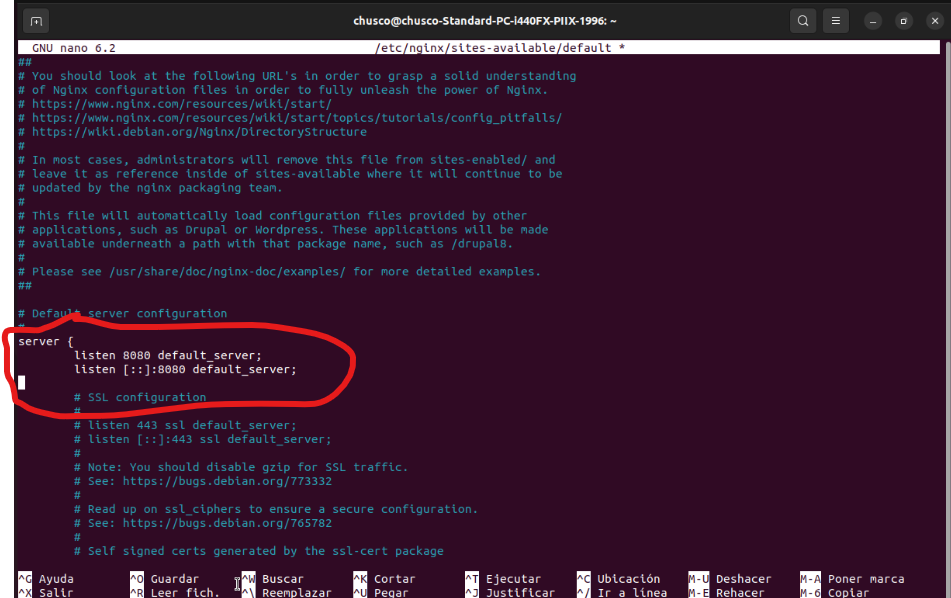 chusco@chusco-Standard-PC-i440FX-PIIX-1996: ~
GNU nano 6.2 /etc/nginx/sites-available/default *
##
# You should look at the following URL's in order to grasp a solid understanding
# of Nginx configuration files in order to fully unleash the power of Nginx.
# https://www.nginx.com/resources/wiki/start/
# https://www.nginx.com/resources/wiki/start/topics/tutorials/config_pitfalls/
# https://wiki.debian.org/Nginx/DirectoryStructure
#
# In most cases, administrators will remove this file from sites-enabled/ and
# leave it as reference inside of sites-available where it will continue to be
# updated by the nginx packaging team.
#
# This file will automatically load configuration files provided by other
# applications, such as Drupal or Wordpress. These applications will be made
# available underneath a path with that package name, such as /drupal8.
#
# Please see /usr/share/doc/nginx-doc/examples/ for more detailed examples.
##
# Default server configuration
#
server {
listen 8080 default_server;
listen [::]:8080 default_server;
# SSL configuration
#
# listen 443 ssl default_server;
# listen [::]:443 ssl default_server;
#
# Note: You should disable gzip for SSL traffic.
# See: https://bugs.debian.org/773332
#
# Read up on ssl_ciphers to ensure a secure configuration.
# See: https://bugs.debian.org/765782
#
# Self signed certs generated by the ssl-cert package
^G Ayuda ^O Guardar ^W Buscar ^K Cortar ^T Ejecutar ^C Ubicación M-U Deshacer M-A Poner marca
^X Salir ^R Leer fich. ^\ Reemplazar ^U Pegar ^J Justificar ^/ Ir a línea M-E Rehacer M-6 Copiar